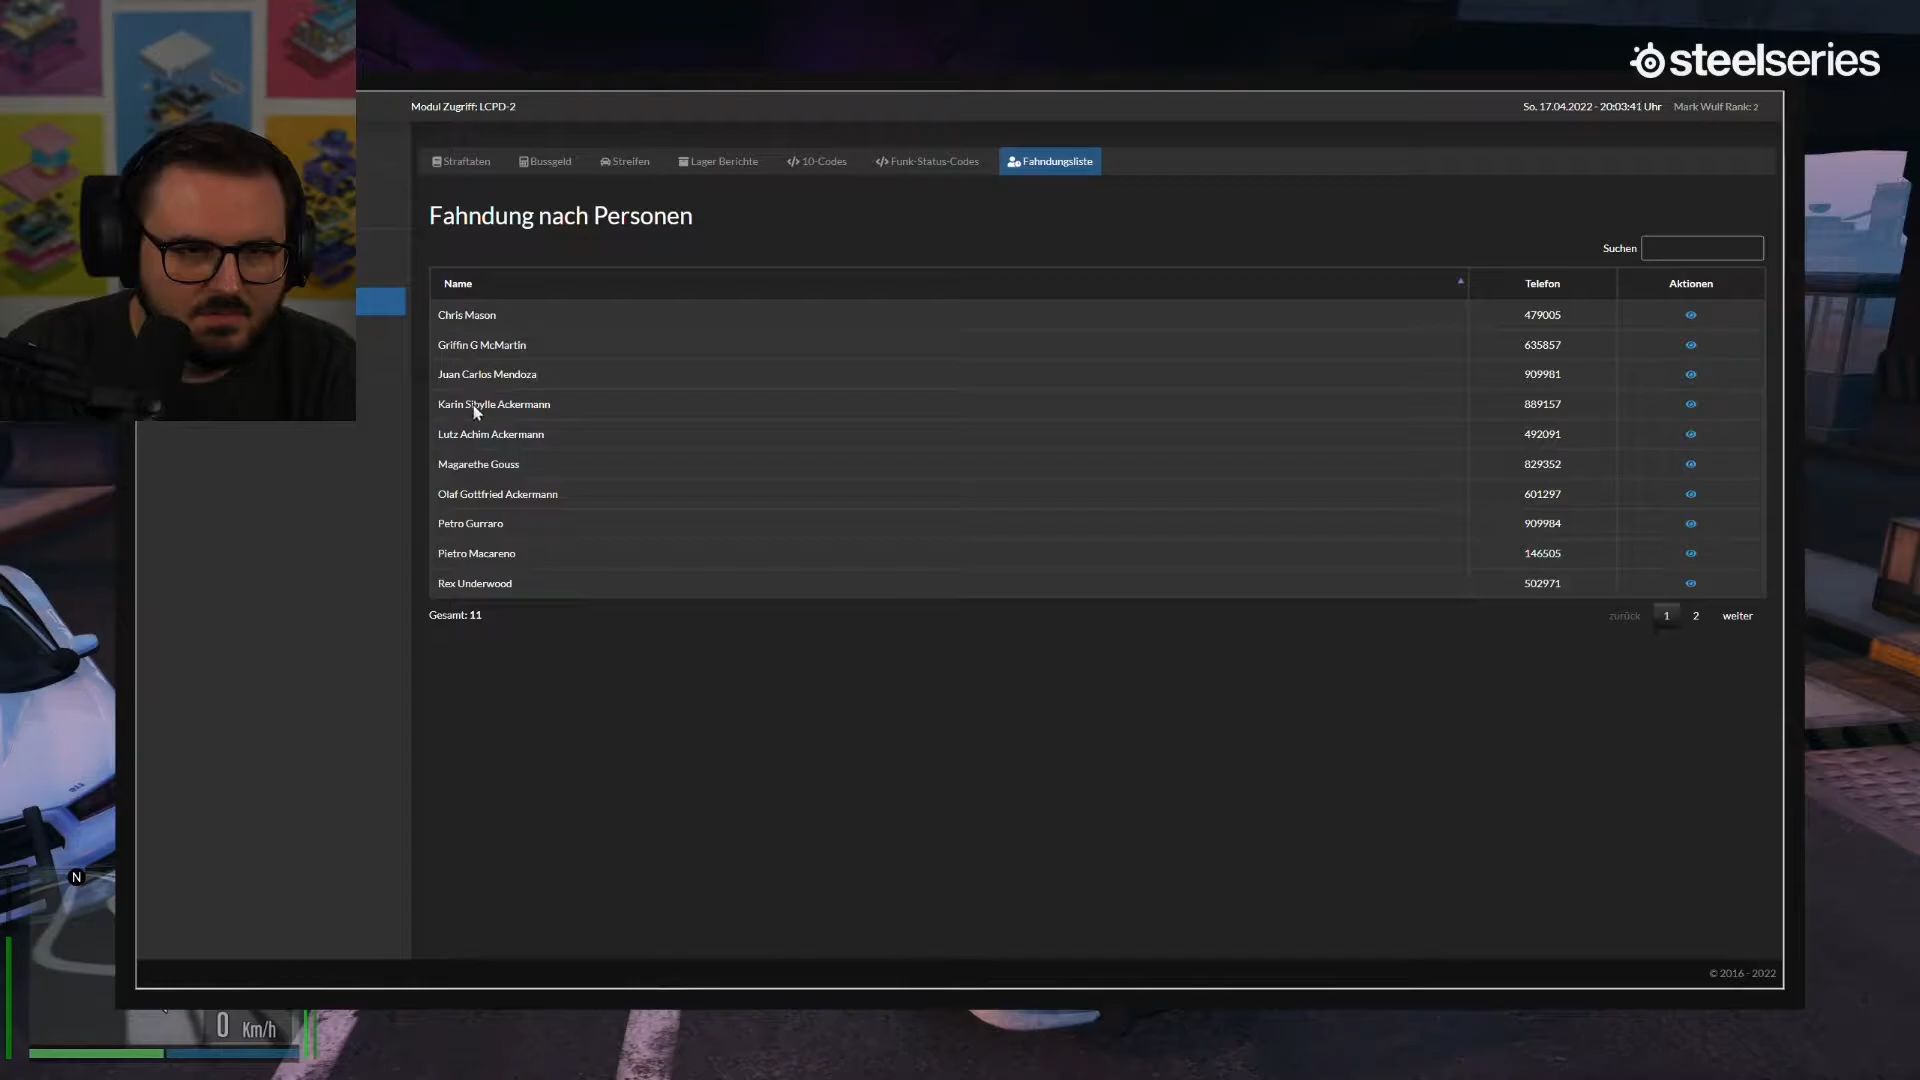 steelseries
Modul Zugriff: LCPD-2
So. 17.04.2022 - 20:03:41 Uhr Mark Wulf Rank: 2
Straftaten Bussgeld Streifen Lager Berichte 10-Codes Funk-Status-Codes Fahndungsliste
Fahndung nach Personen
Suchen
Name Telefon Aktionen
Chris Mason 479005
Griffin G McMartin 635857
Juan Carlos Mendoza 909981
Karin Sibylle Ackermann 889157
Lutz Achim Ackermann 492091
Magarethe Gouss 829352
Olaf Gottfried Ackermann 601297
Petro Gurraro 909984
Pietro Macareno 146505
Rex Underwood 502971
Gesamt: 11
zurück 1 2 weiter
N
© 2016 - 2022
0 Km/h